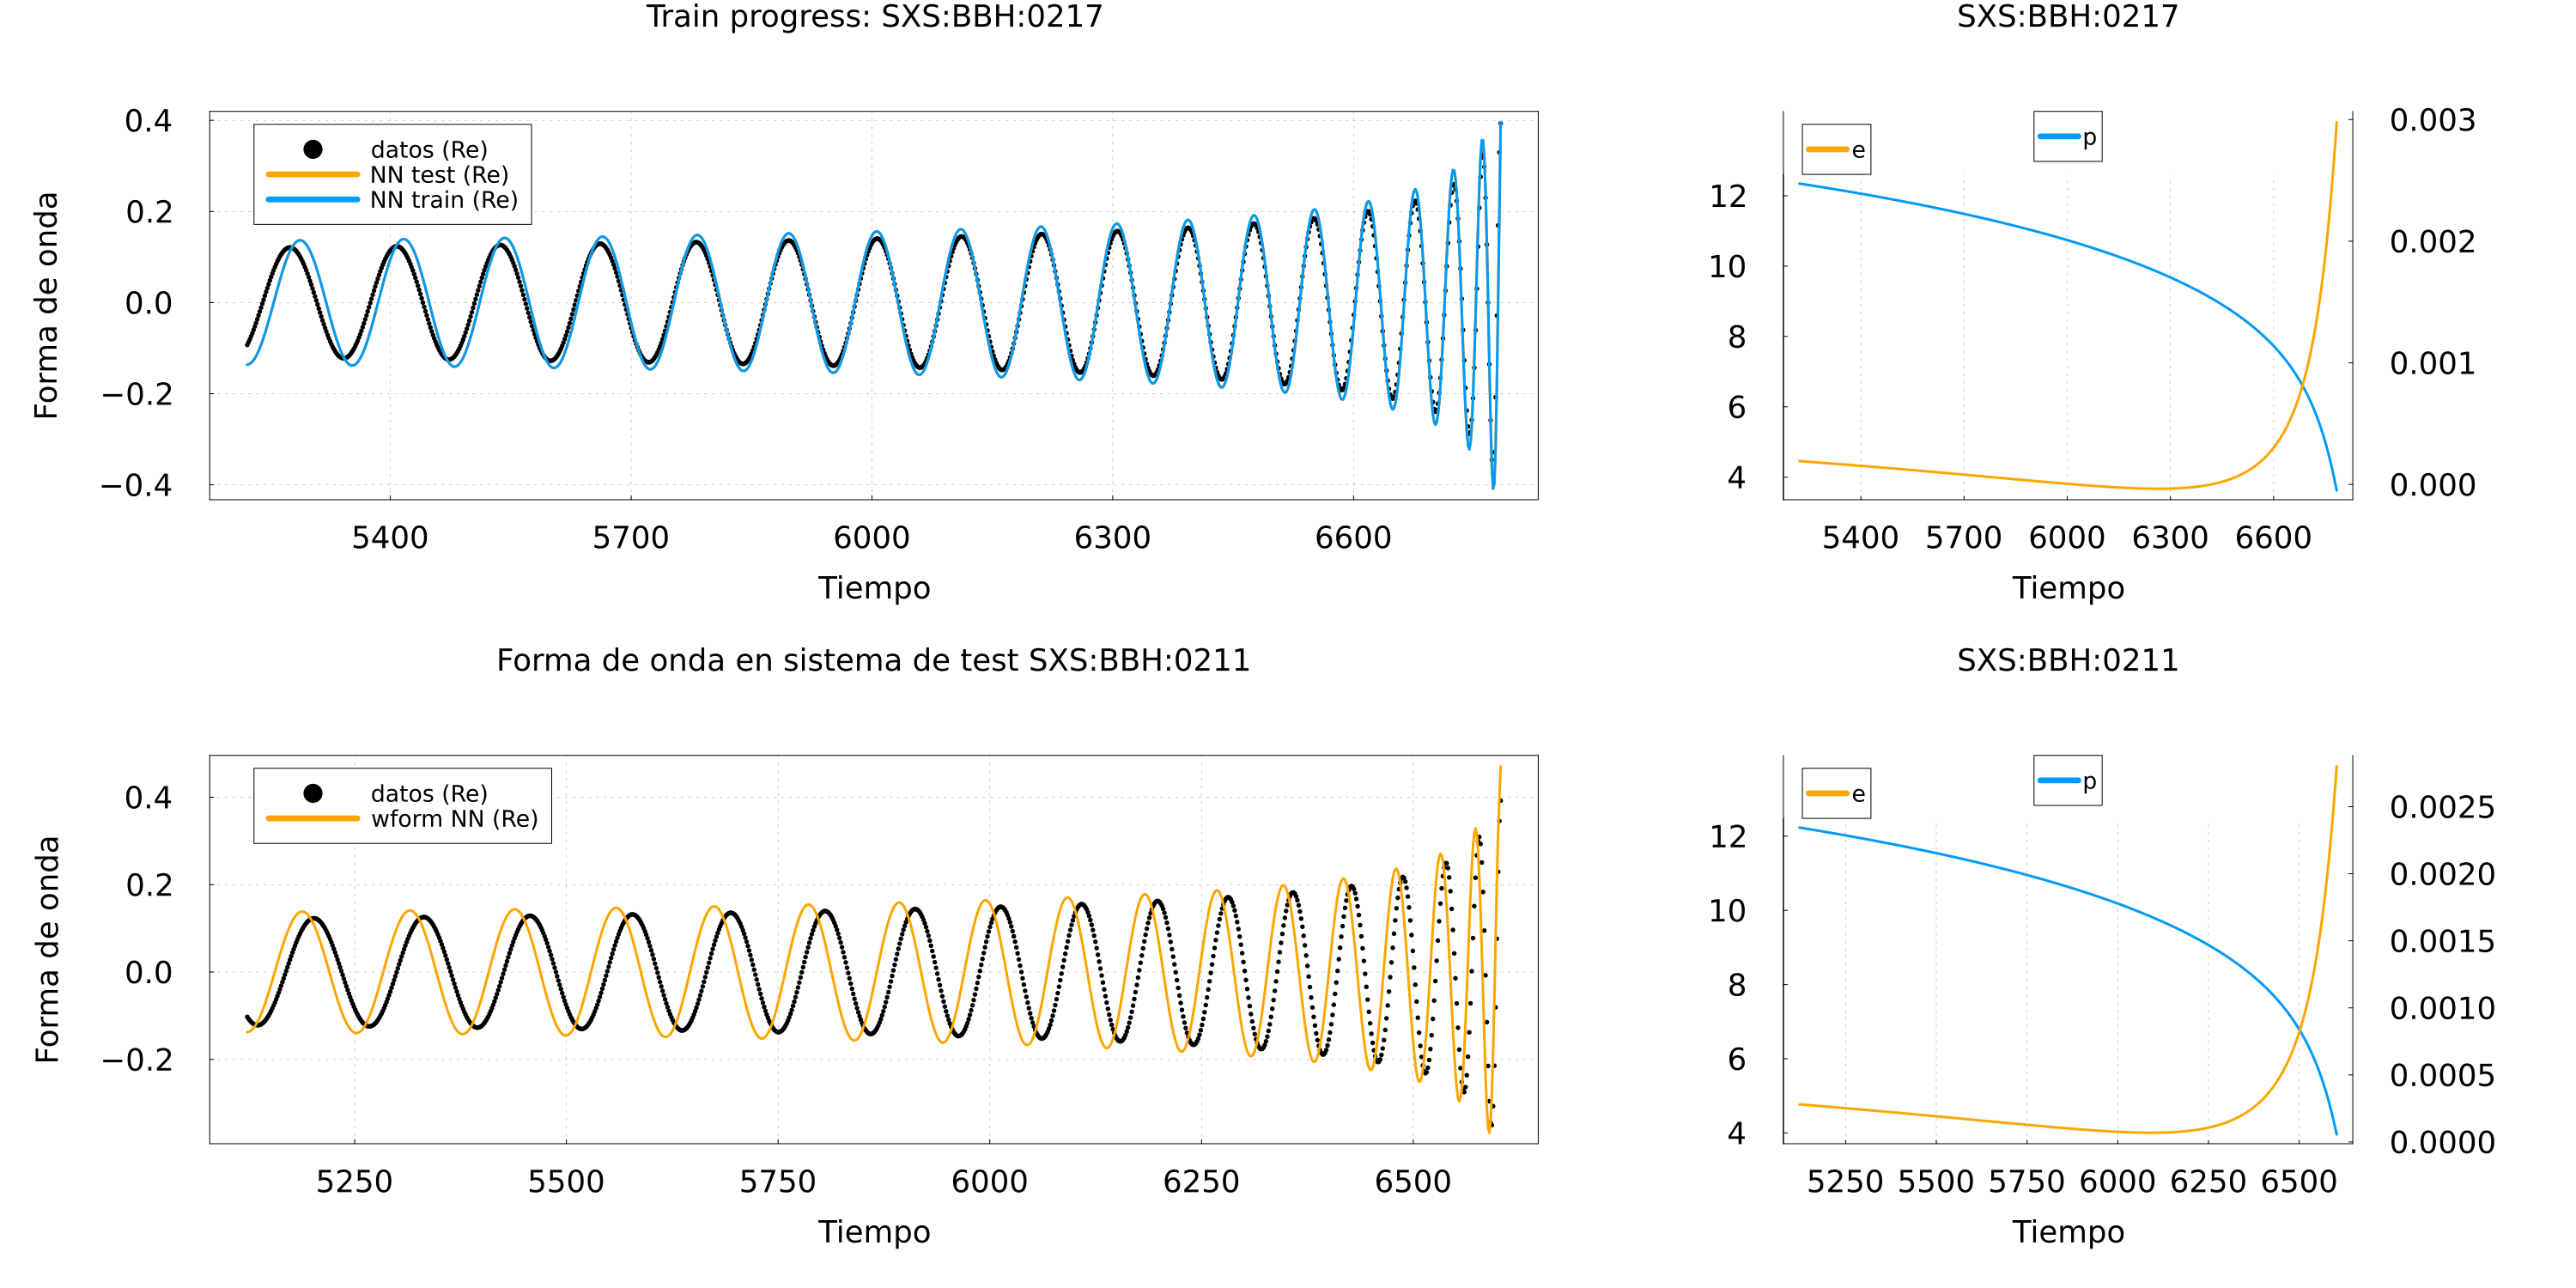 Train progress: SXS:BBH:0217
SXS:BBH:0217
Forma de onda
0.4
0.2
0.0
−0.2
−0.4
datos (Re)
NN test (Re)
NN train (Re)
5400 5700 6000 6300 6600
Tiempo
e
p
12
10
8
6
4
0.003
0.002
0.001
0.000
5400 5700 6000 6300 6600
Tiempo
Forma de onda en sistema de test SXS:BBH:0211
SXS:BBH:0211
Forma de onda
0.4
0.2
0.0
−0.2
datos (Re)
wform NN (Re)
5250 5500 5750 6000 6250 6500
Tiempo
e
p
12
10
8
6
4
0.0025
0.0020
0.0015
0.0010
0.0005
0.0000
5250 5500 5750 6000 6250 6500
Tiempo